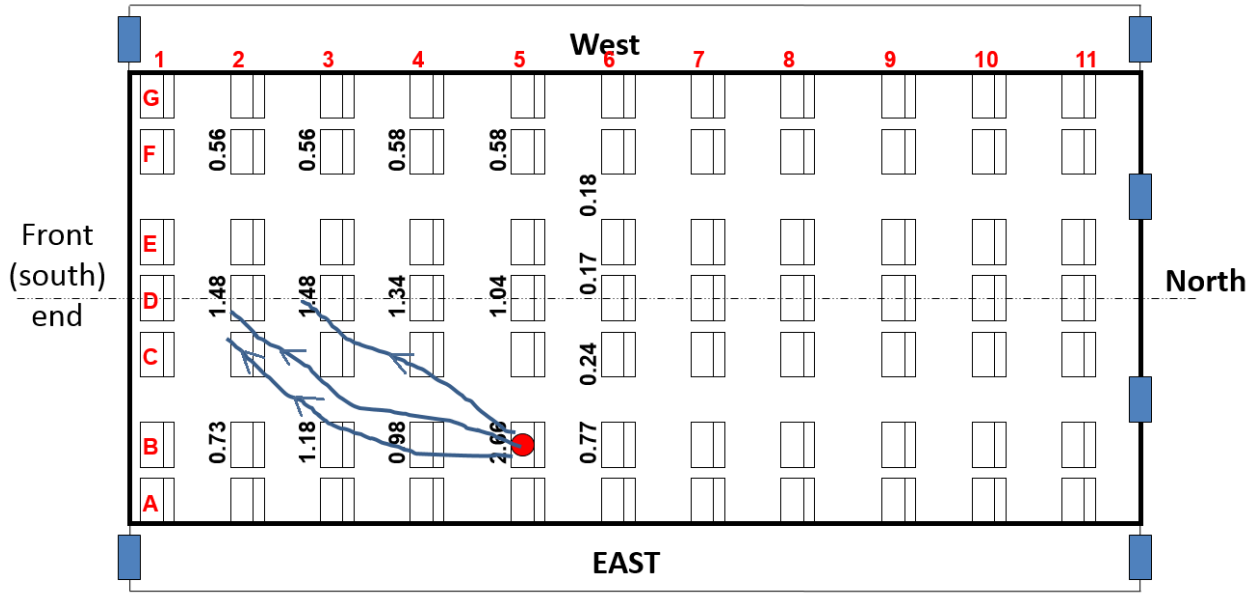 West
1 2 3 4 5 6 7 8 9 10 11
G
F 0.56 0.56 0.58 0.58
0.18
E
Front
(south)
end
D 1.48 1.48 1.34 1.04 0.17
North
C 0.24
B 0.73 1.18 0.98 2.66 0.77
A
EAST